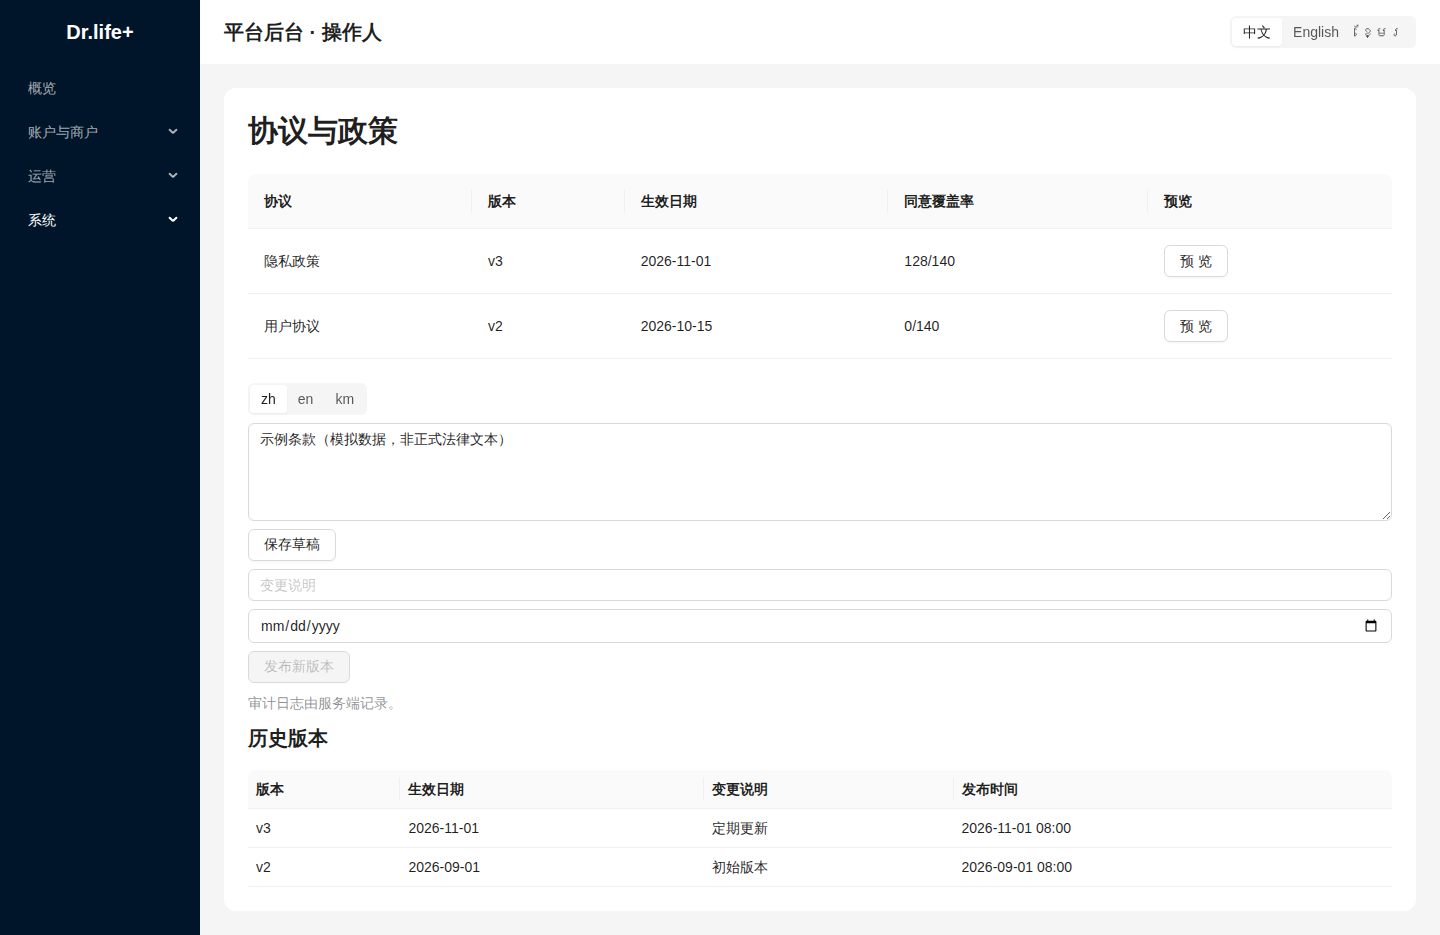 Dr.life+
概览
账户与商户
运营
系统
平台后台 · 操作人
中文 English ខ្មែរ
协议与政策
协议 版本 生效日期 同意覆盖率 预览
隐私政策 v3 2026-11-01 128/140 预 览
用户协议 v2 2026-10-15 0/140 预 览
zh en km
示例条款（模拟数据，非正式法律文本）
保存草稿
变更说明
mm/dd/yyyy
发布新版本
审计日志由服务端记录。
历史版本
版本 生效日期 变更说明 发布时间
v3 2026-11-01 定期更新 2026-11-01 08:00
v2 2026-09-01 初始版本 2026-09-01 08:00